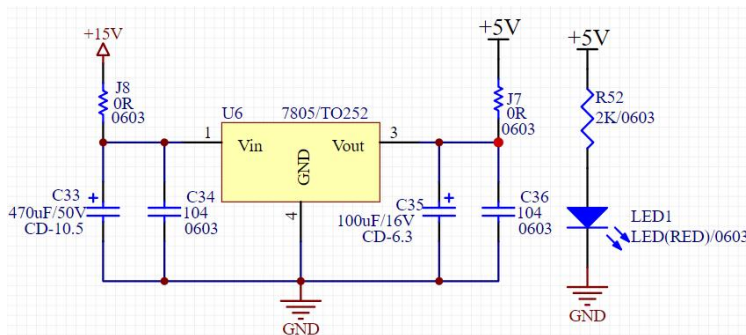 +15V
J8
0R
0603
U6
7805/TO252
1
Vin
GND
Vout
3
4
C33
+
470uF/50V
CD-10.5
C34
104
0603
C35
+
100uF/16V
CD-6.3
+5V
J7
0R
0603
C36
104
0603
GND
+5V
R52
2K/0603
LED1
LED(RED)/0603
GND